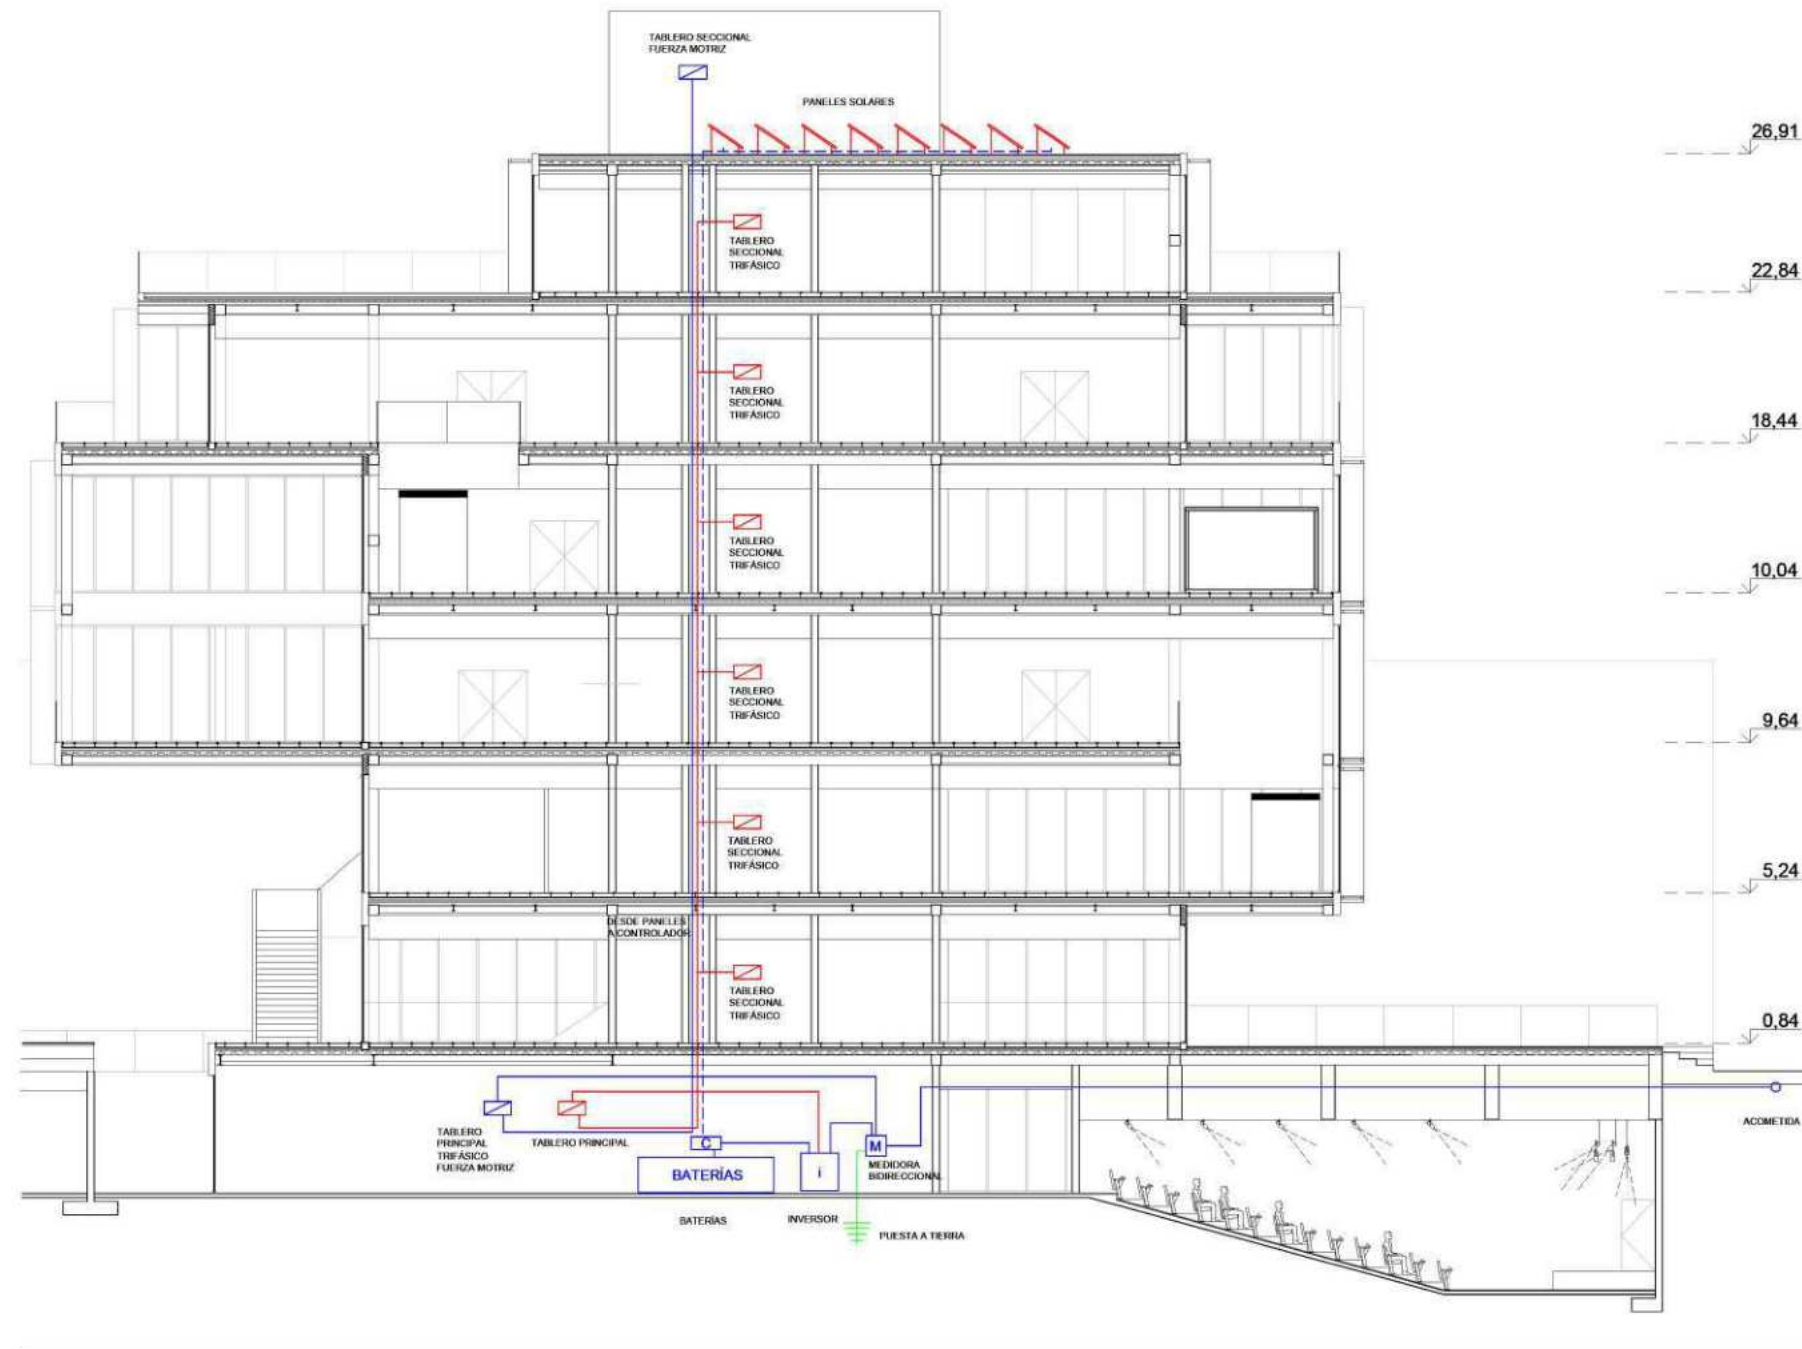 TABLERO SECCIONAL
FUERZA MOTRIZ
PANELES SOLARES
26,91
TABLERO
SECCIONAL
TRIFÁSICO
22,84
TABLERO
SECCIONAL
TRIFÁSICO
18,44
TABLERO
SECCIONAL
TRIFÁSICO
10,04
TABLERO
SECCIONAL
TRIFÁSICO
9,64
TABLERO
SECCIONAL
TRIFÁSICO
5,24
DESDE PANELES
A CONTROLADOR
TABLERO
SECCIONAL
TRIFÁSICO
0,84
TABLERO
PRINCIPAL
TRIFÁSICO
FUERZA MOTRIZ
TABLERO PRINCIPAL
C
BATERÍAS
i
M
MEDIDORA
BIDIRECCIONAL
ACOMETIDA
BATERÍAS
INVERSOR
PUESTA A TIERRA